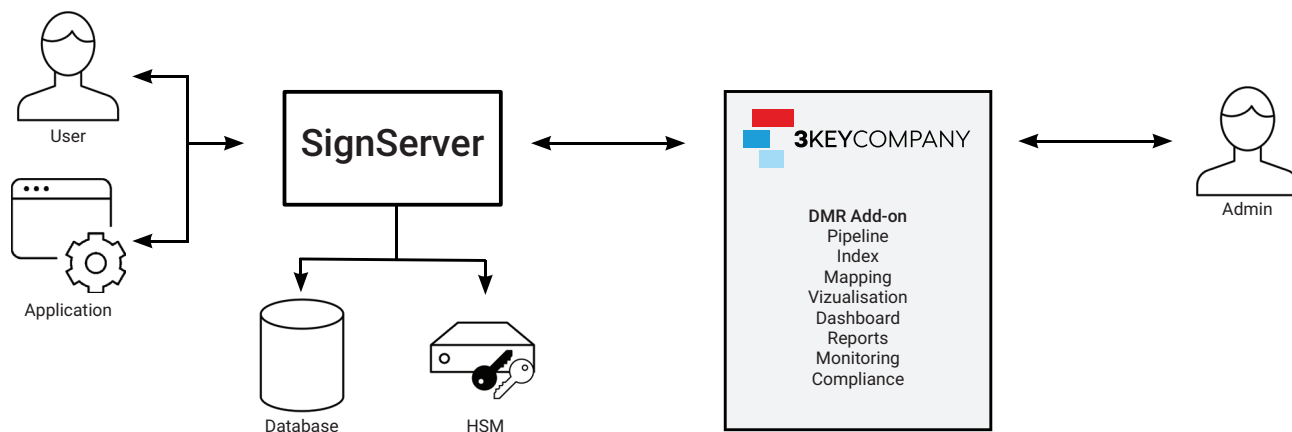 User
Application
SignServer
Database
HSM
3KEYCOMPANY
DMR Add-on
Pipeline
Index
Mapping
Vizualisation
Dashboard
Reports
Monitoring
Compliance
Admin